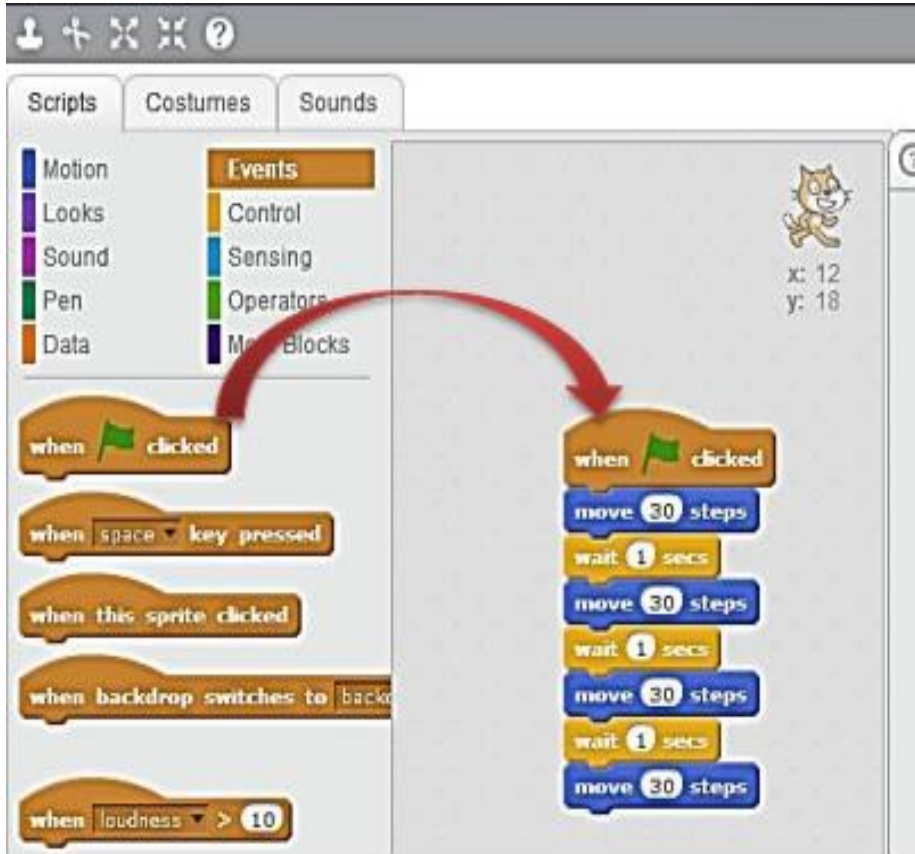 Scripts Costumes Sounds
Motion Events
Looks Control
Sound Sensing
Pen Operators
Data More Blocks
when clicked
when space key pressed
when this sprite clicked
when backdrop switches to
when loudness > 10
x: 12
y: 18
when clicked
move 30 steps
wait 1 secs
move 30 steps
wait 1 secs
move 30 steps
wait 1 secs
move 30 steps